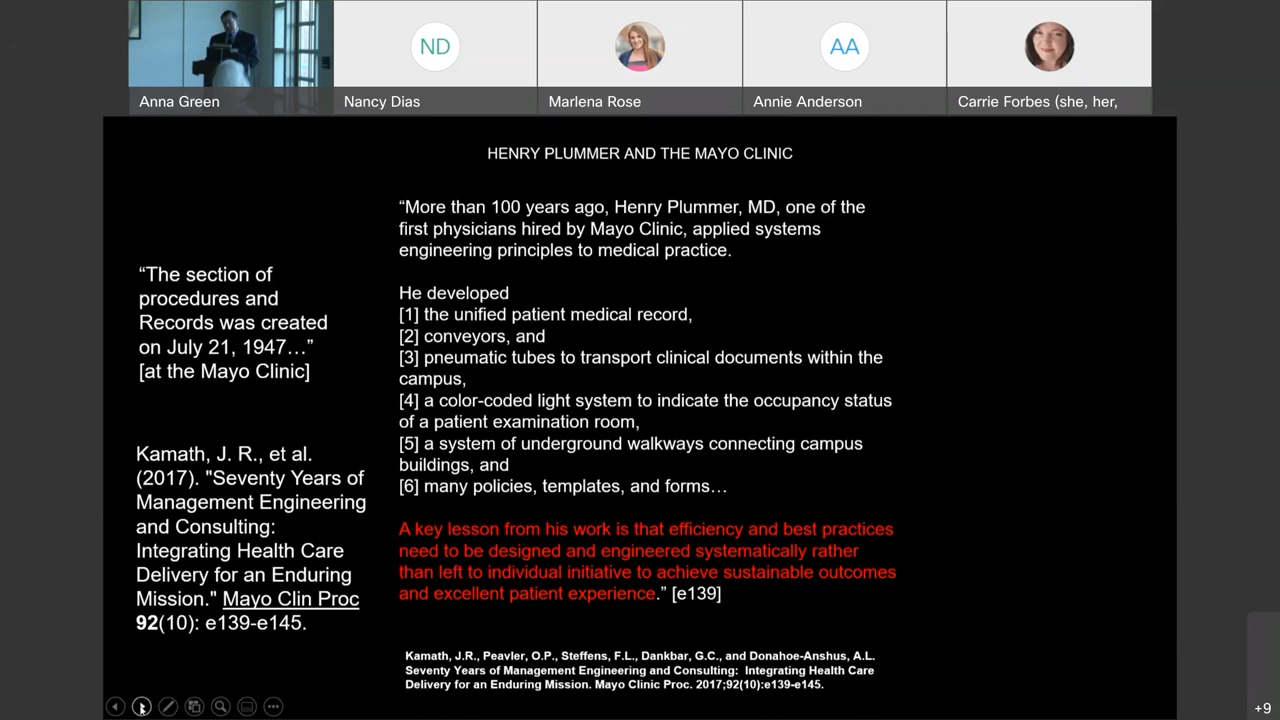 ND
AA
Anna Green
Nancy Dias
Marlena Rose
Annie Anderson
Carrie Forbes (she, her,
HENRY PLUMMER AND THE MAYO CLINIC
“The section of
procedures and
Records was created
on July 21, 1947…”
[at the Mayo Clinic]
Kamath, J. R., et al.
(2017). "Seventy Years of
Management Engineering
and Consulting:
Integrating Health Care
Delivery for an Enduring
Mission." Mayo Clin Proc
92(10): e139-e145.
“More than 100 years ago, Henry Plummer, MD, one of the
first physicians hired by Mayo Clinic, applied systems
engineering principles to medical practice.
He developed
[1] the unified patient medical record,
[2] conveyors, and
[3] pneumatic tubes to transport clinical documents within the
campus,
[4] a color-coded light system to indicate the occupancy status
of a patient examination room,
[5] a system of underground walkways connecting campus
buildings, and
[6] many policies, templates, and forms…
A key lesson from his work is that efficiency and best practices
need to be designed and engineered systematically rather
than left to individual initiative to achieve sustainable outcomes
and excellent patient experience.” [e139]
Kamath, J.R., Peavler, O.P., Steffens, F.L., Dankbar, G.C., and Donahoe-Anshus, A.L.
Seventy Years of Management Engineering and Consulting: Integrating Health Care
Delivery for an Enduring Mission. Mayo Clinic Proc. 2017;92(10):e139-e145.
+9